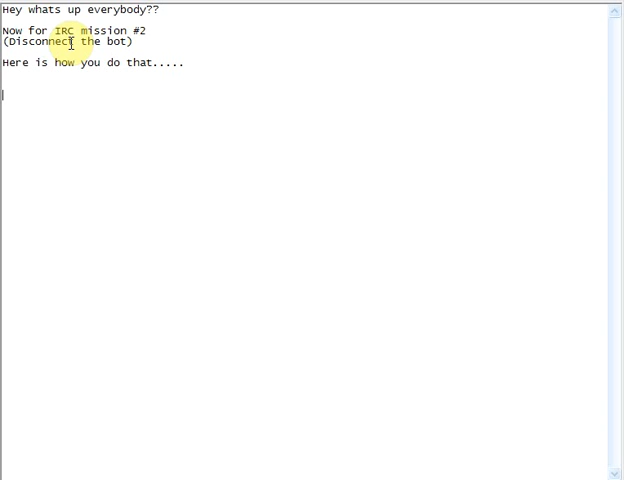 Hey whats up everybody??
Now for IRC mission #2
(Disconnect the bot)
Here is how you do that.....